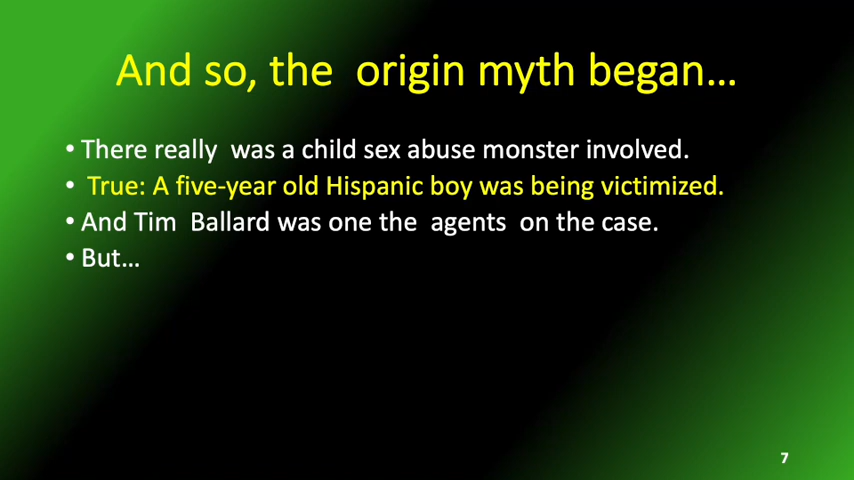 And so, the origin myth began...
• There really was a child sex abuse monster involved.
• True: A five-year old Hispanic boy was being victimized.
• And Tim Ballard was one the agents on the case.
• But...
7